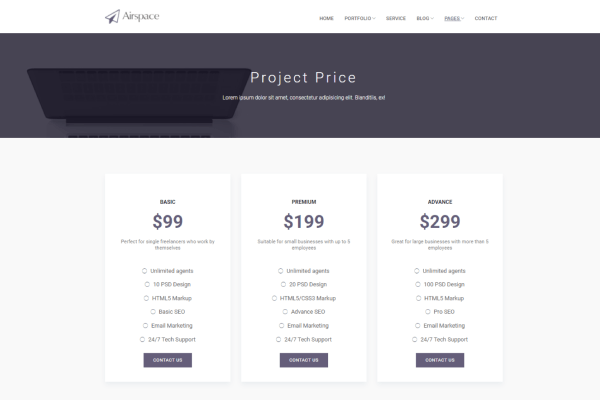 Airspace
HOME PORTFOLIO SERVICE BLOG PAGES CONTACT
Project Price
Lorem ipsum dolor sit amet, consectetur adipisicing elit. Blanditiis, ex!
BASIC
$99
Perfect for single freelancers who work by
themselves
Unlimited agents
10 PSD Design
HTML5 Markup
Basic SEO
Email Marketing
24/7 Tech Support
CONTACT US
PREMIUM
$199
Suitable for small businesses with up to 5
employees
Unlimited agents
20 PSD Design
HTML5/CSS3 Markup
Advance SEO
Email Marketing
24/7 Tech Support
CONTACT US
ADVANCE
$299
Great for large businesses with more than 5
employees
Unlimited agents
100 PSD Design
HTML5 Markup
Pro SEO
Email Marketing
24/7 Tech Support
CONTACT US